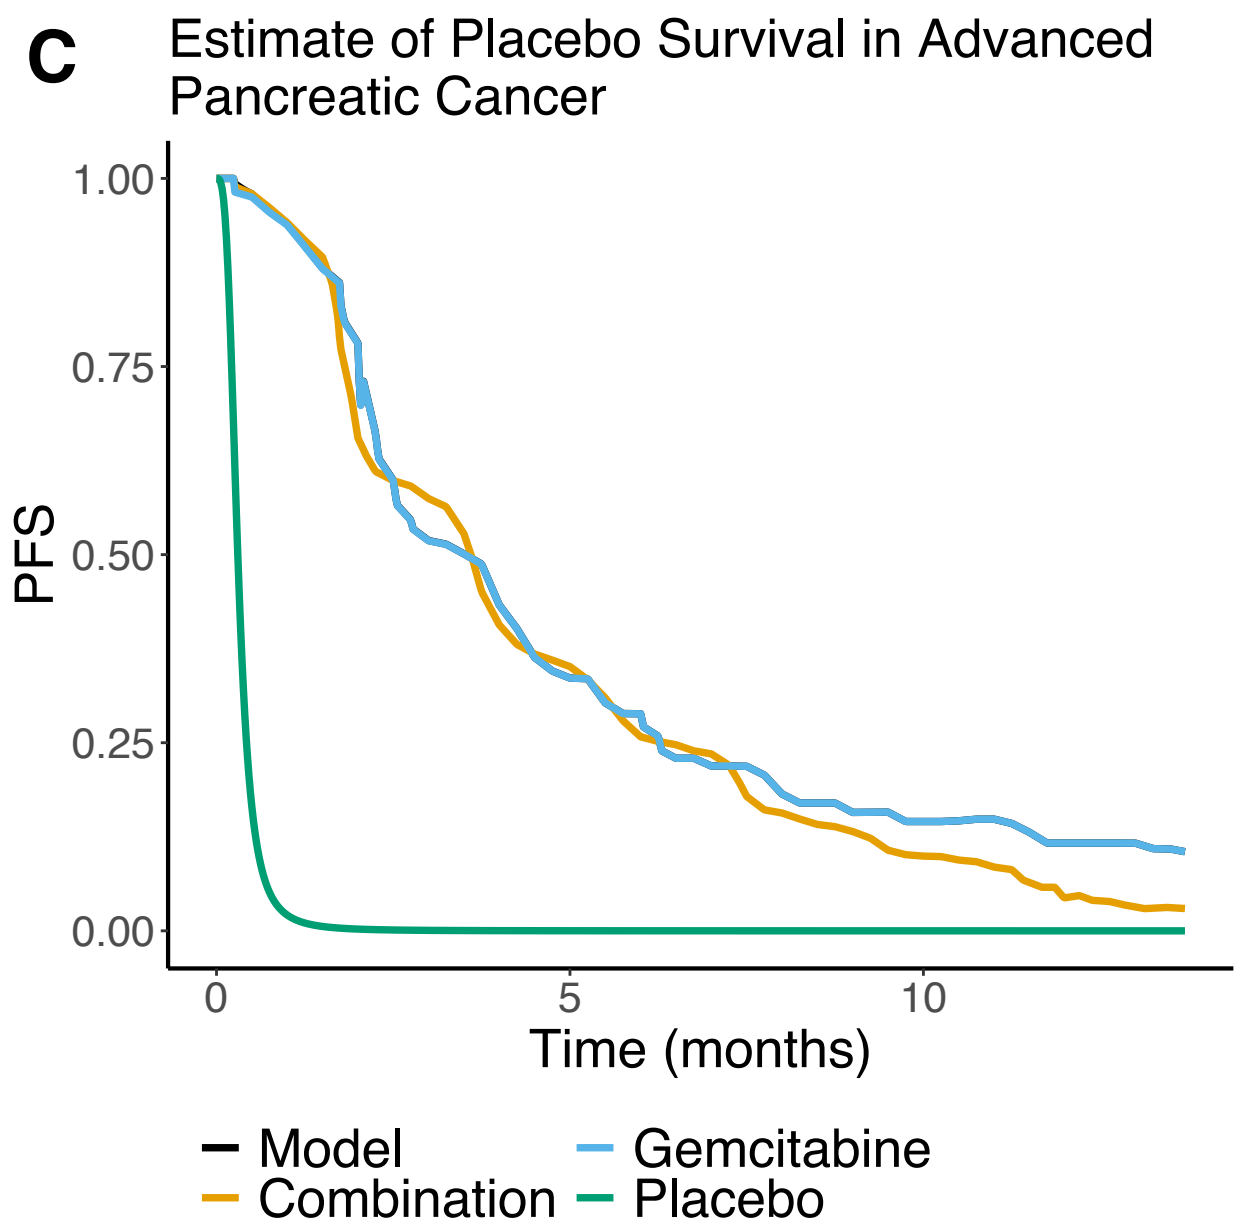 C
Estimate of Placebo Survival in Advanced
Pancreatic Cancer
1.00
0.75
0.50
0.25
0.00
PFS
0 5 10
Time (months)
Model Gemcitabine
Combination Placebo